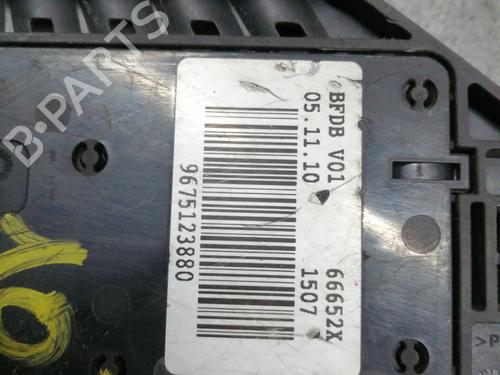 BFDB V01 66652X
05.11.10 1507
9675123880
B-PARTS
>P